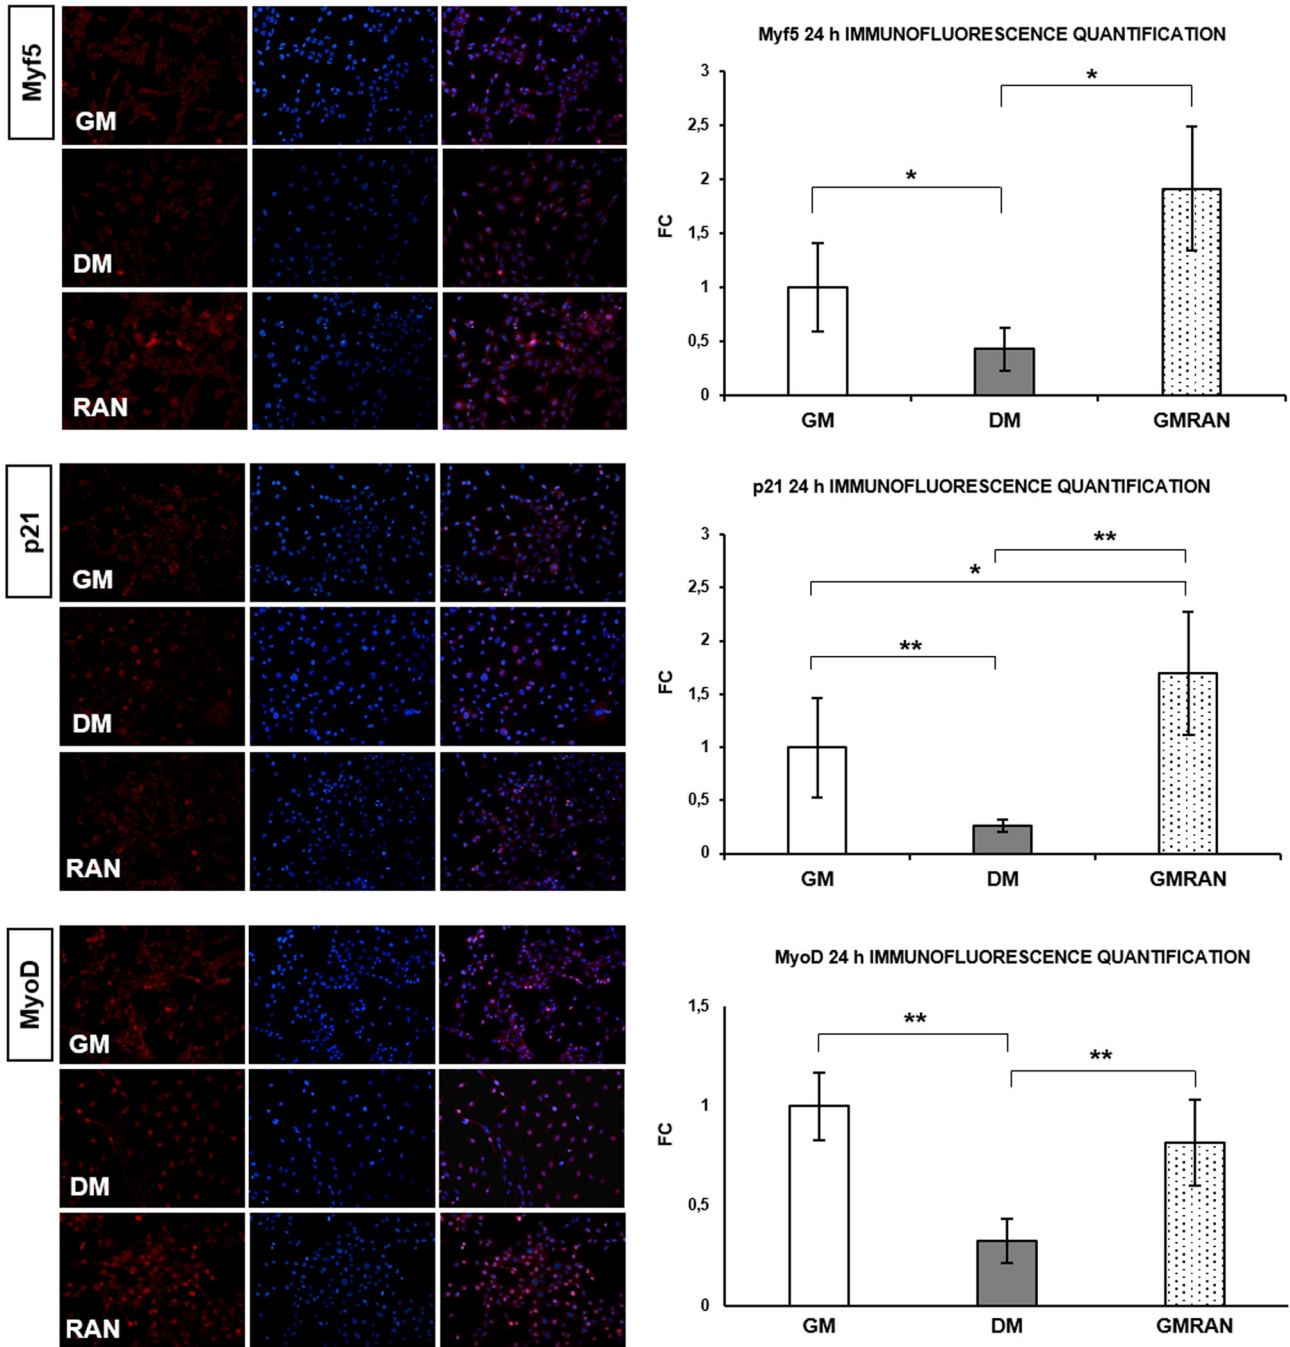 Myf5
GM
DM
RAN
Myf5 24 h IMMUNOFLUORESCENCE QUANTIFICATION
3
2,5
2
1,5
1
0,5
0
FC
*
*
GM DM GMRAN
p21
GM
DM
RAN
p21 24 h IMMUNOFLUORESCENCE QUANTIFICATION
3
2,5
2
1,5
1
0,5
0
FC
**
*
**
GM DM GMRAN
MyoD
GM
DM
RAN
MyoD 24 h IMMUNOFLUORESCENCE QUANTIFICATION
1,5
1
0,5
0
FC
**
**
GM DM GMRAN